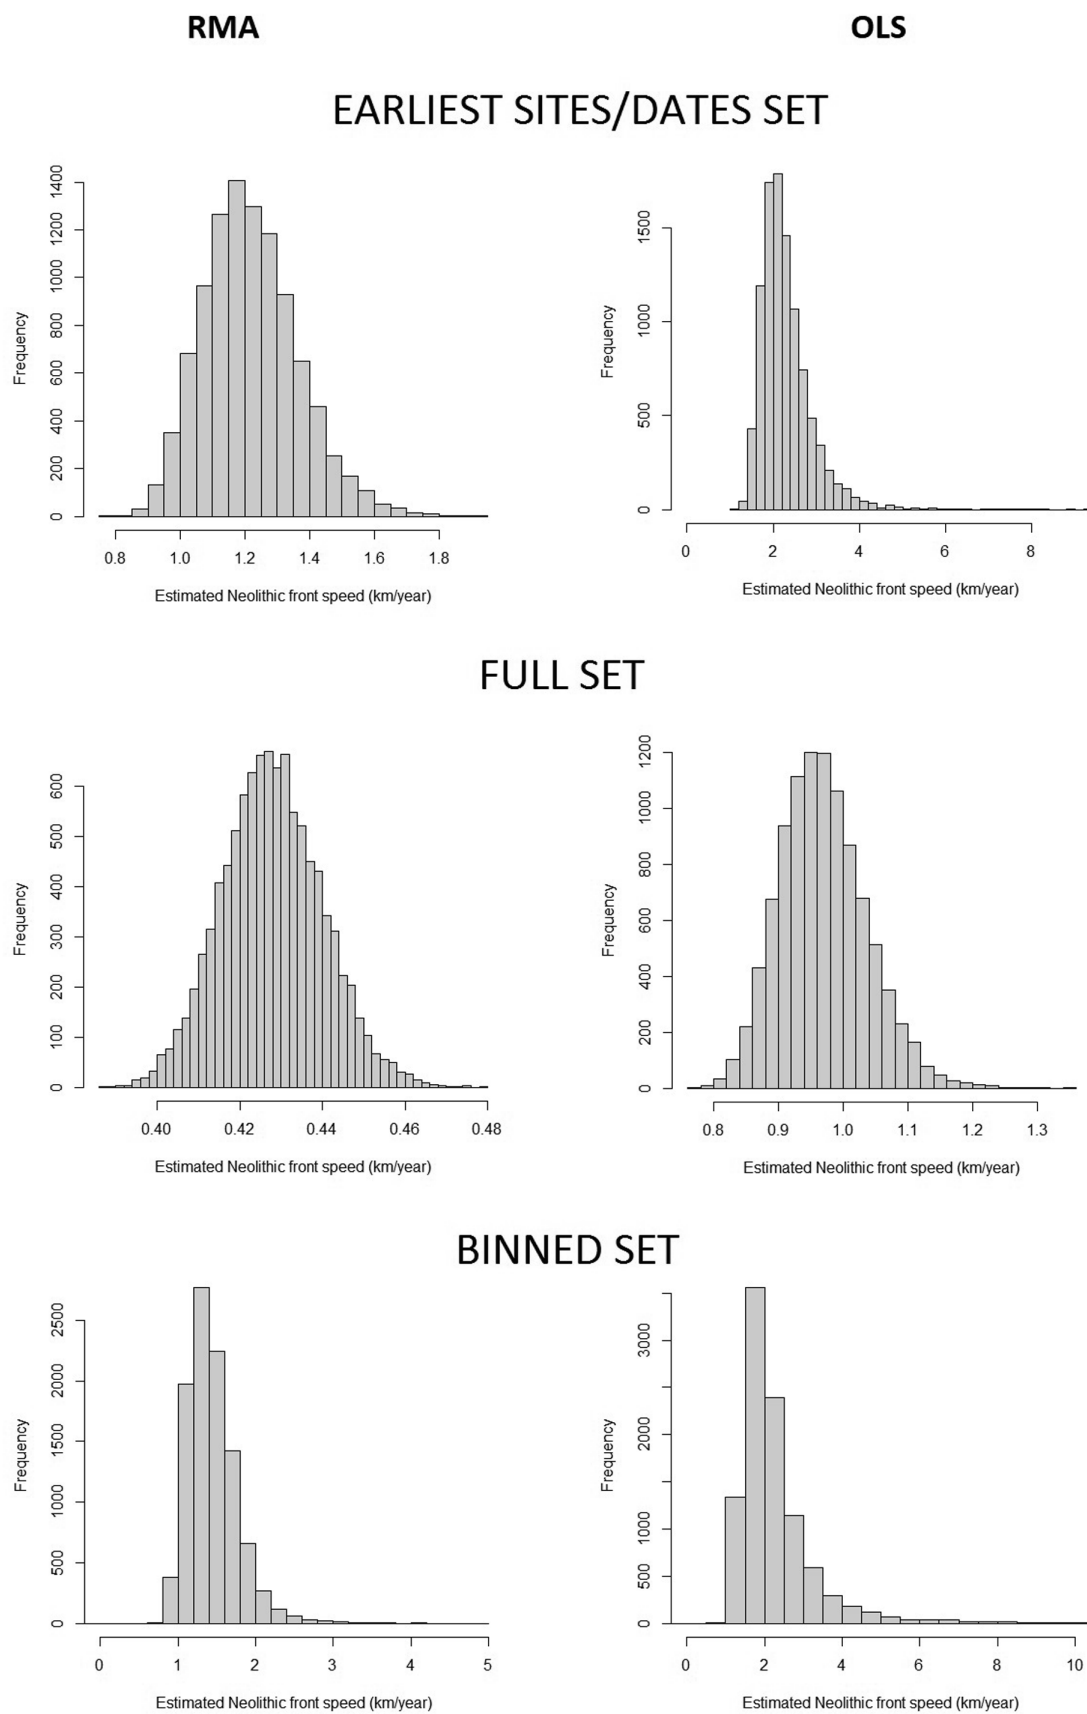 RMA OLS
EARLIEST SITES/DATES SET
Frequency
0 200 400 600 800 1000 1200 1400
0.8 1.0 1.2 1.4 1.6 1.8
Estimated Neolithic front speed (km/year)
Frequency
0 500 1000 1500
0 2 4 6 8
Estimated Neolithic front speed (km/year)
FULL SET
Frequency
0 100 200 300 400 500 600
0.40 0.42 0.44 0.46 0.48
Estimated Neolithic front speed (km/year)
Frequency
0 200 400 600 800 1000 1200
0.8 0.9 1.0 1.1 1.2 1.3
Estimated Neolithic front speed (km/year)
BINNED SET
Frequency
0 500 1000 1500 2000 2500
0 1 2 3 4 5
Estimated Neolithic front speed (km/year)
Frequency
0 500 1000 2000 3000
0 2 4 6 8 10
Estimated Neolithic front speed (km/year)